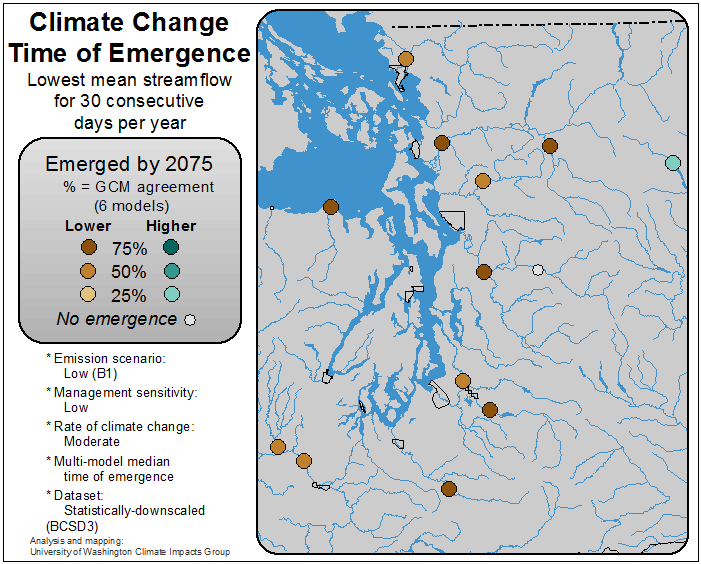 Climate Change
Time of Emergence
Lowest mean streamflow
for 30 consecutive
days per year
Emerged by 2075
% = GCM agreement
(6 models)
Lower Higher
75%
50%
25%
No emergence
* Emission scenario:
Low (B1)
* Management sensitivity:
Low
* Rate of climate change:
Moderate
* Multi-model median
time of emergence
* Dataset:
Statistically-downscaled
(BCSD3)
Analysis and mapping:
University of Washington Climate Impacts Group